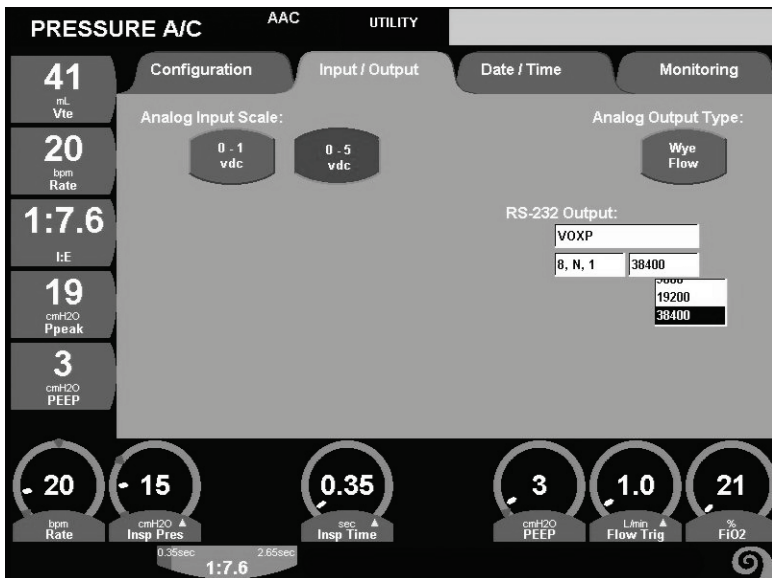 PRESSURE A/C
AAC
UTILITY
Configuration
Input / Output
Date / Time
Monitoring
41
mL
Vte
20
bpm
Rate
1:7.6
I:E
19
cmH2O
Ppeak
3
cmH2O
PEEP
Analog Input Scale:
0 - 1
vdc
0 - 5
vdc
Analog Output Type:
Wye
Flow
RS-232 Output:
VOXP
8, N, 1
38400
19200
38400
20
bpm
Rate
15
cmH2O
Insp Pres
0.35
sec
Insp Time
3
cmH2O
PEEP
1.0
L/min
Flow Trig
21
%
FiO2
0.35sec
2.65sec
1:7.6